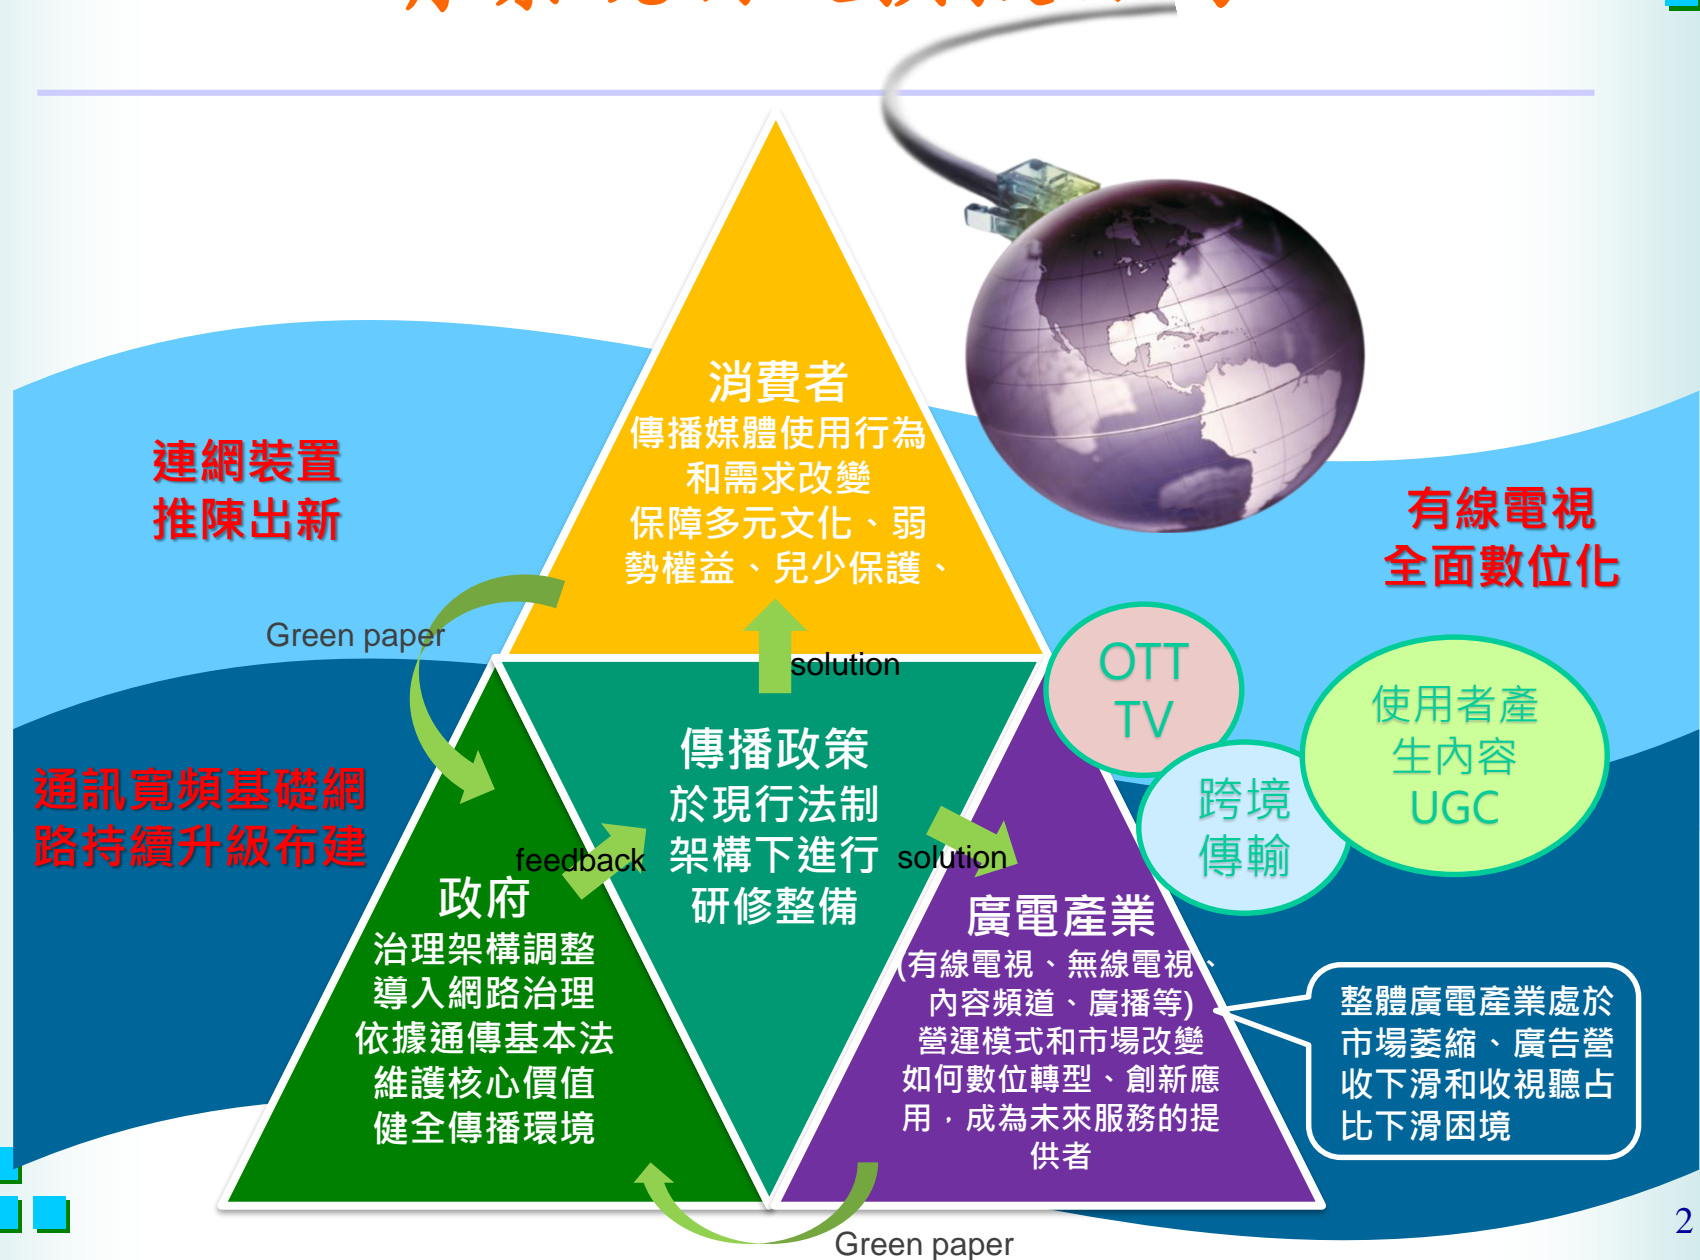 消費者
傳播媒體使用行為
和需求改變
保障多元文化、弱
勢權益、兒少保護、
連網裝置
推陳出新
有線電視
全面數位化
Green paper
solution
OTT
TV
使用者產
生內容
UGC
跨境
傳輸
通訊寬頻基礎網
路持續升級布建
傳播政策
於現行法制
架構下進行
研修整備
feedback
solution
政府
治理架構調整
導入網路治理
依據通傳基本法
維護核心價值
健全傳播環境
廣電產業
(有線電視、無線電視、
內容頻道、廣播等)
營運模式和市場改變
如何數位轉型、創新應
用，成為未來服務的提
供者
整體廣電產業處於
市場萎縮、廣告營
收下滑和收視聽占
比下滑困境
Green paper
2